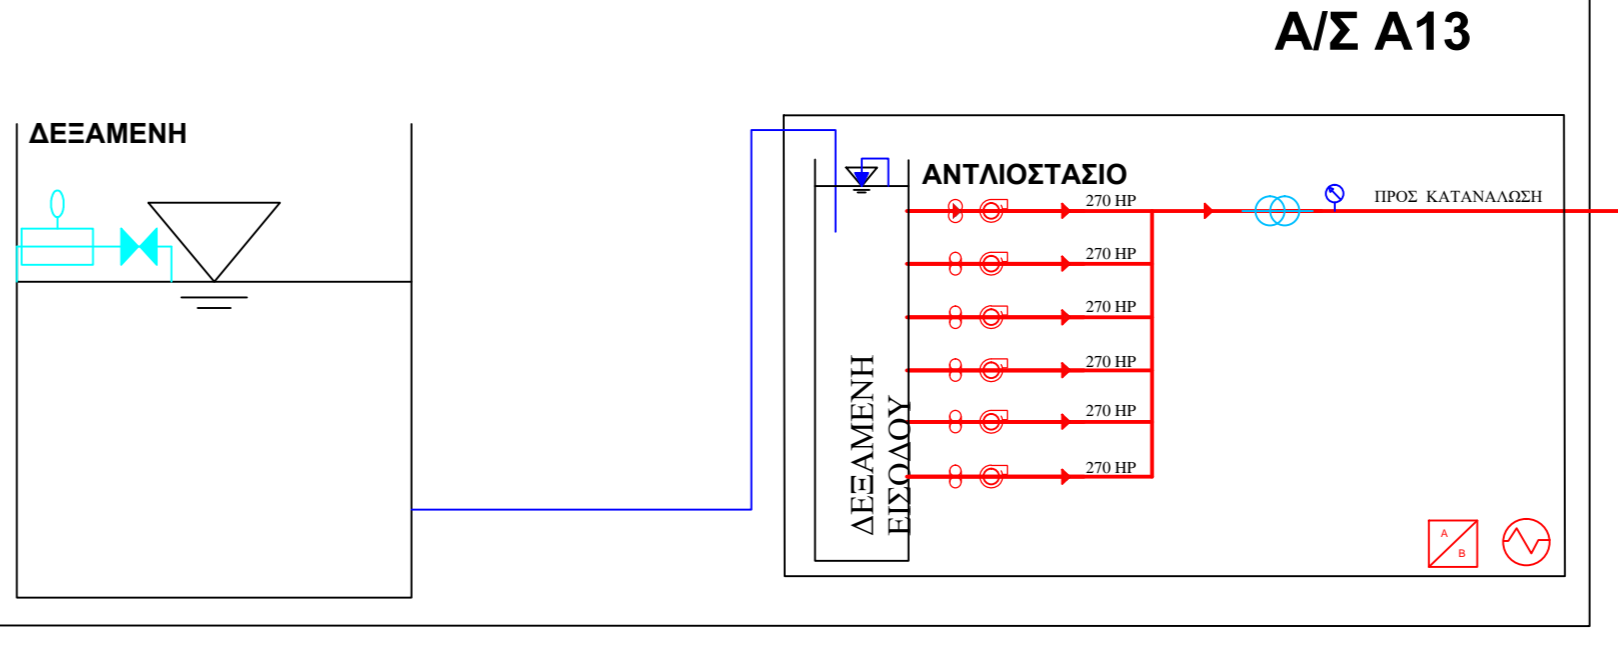 Α/Σ Α13
ΔΕΞΑΜΕΝΗ
ΑΝΤΛΙΟΣΤΑΣΙΟ
270 HP
ΠΡΟΣ ΚΑΤΑΝΑΛΩΣΗ
270 HP
270 HP
270 HP
270 HP
270 HP
ΔΕΞΑΜΕΝΗ
ΕΙΣΟΔΟΥ
A
B